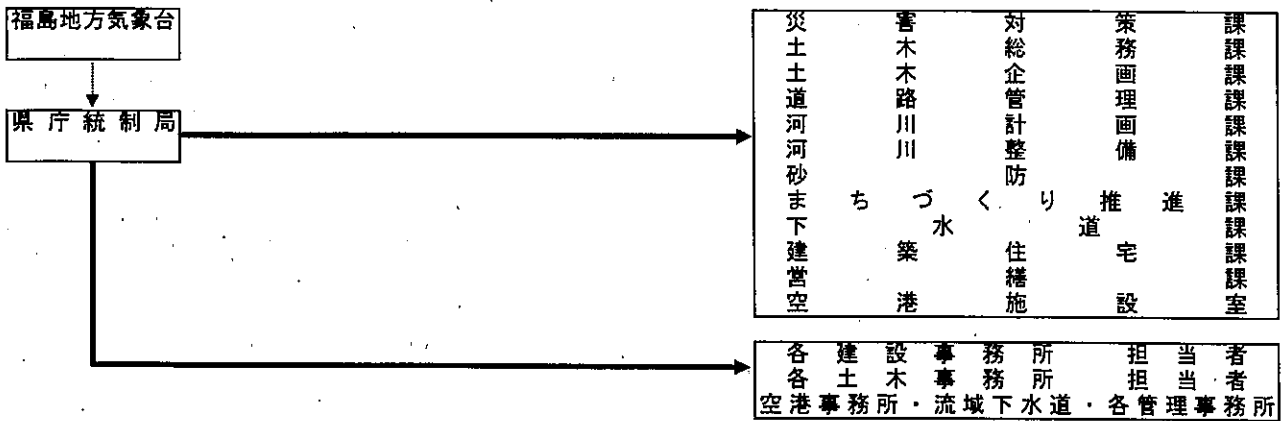 福島地方気象台
県庁統制局
災害対策課
土木総務課
土木企画課
道路管理課
河川計画課
河川整備課
砂防課
まちづくり推進課
下水道課
建築住宅課
営繕課
空港施設室
各建設事務所 担当者
各土木事務所 担当者
空港事務所・流域下水道・各管理事務所